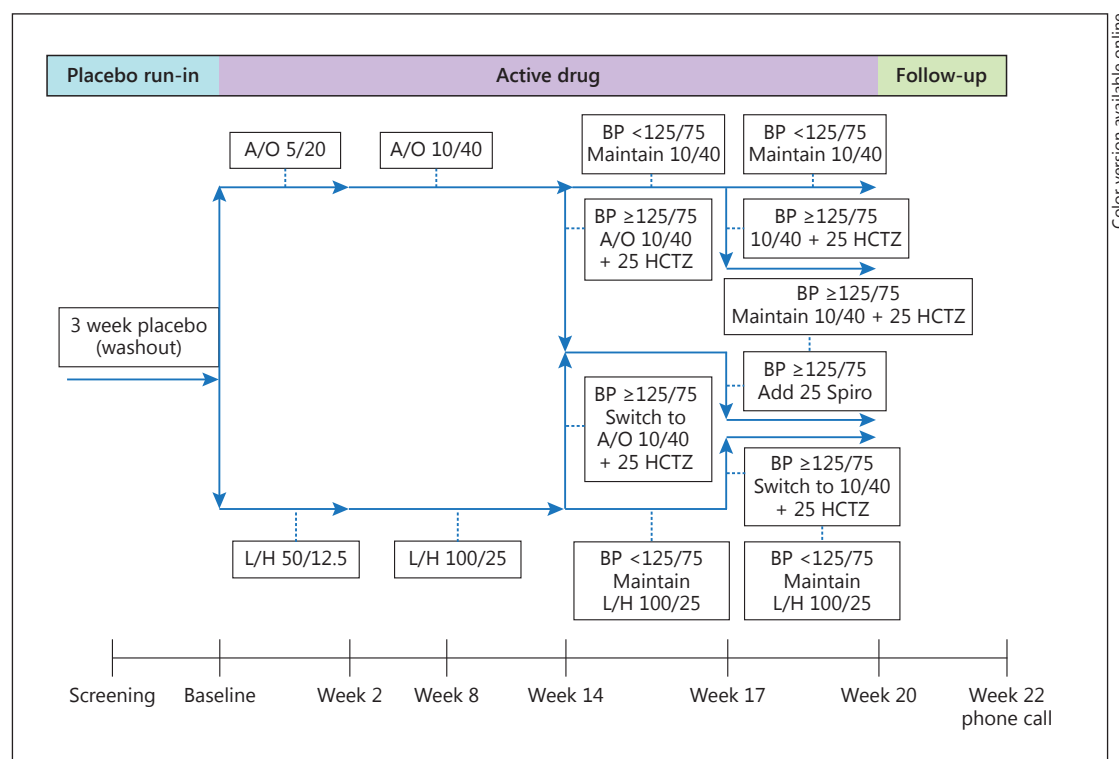 Placebo run-in
Active drug
Follow-up
A/O 5/20
A/O 10/40
BP <125/75
Maintain 10/40
BP <125/75
Maintain 10/40
BP ≥125/75
A/O 10/40
+ 25 HCTZ
BP ≥125/75
10/40 + 25 HCTZ
BP ≥125/75
Maintain 10/40 + 25 HCTZ
3 week placebo
(washout)
BP ≥125/75
Switch to
A/O 10/40
+ 25 HCTZ
BP ≥125/75
Add 25 Spiro
BP ≥125/75
Switch to 10/40
+ 25 HCTZ
L/H 50/12.5
L/H 100/25
BP <125/75
Maintain
L/H 100/25
BP <125/75
Maintain
L/H 100/25
Screening
Baseline
Week 2
Week 8
Week 14
Week 17
Week 20
Week 22
phone call
Color version available online